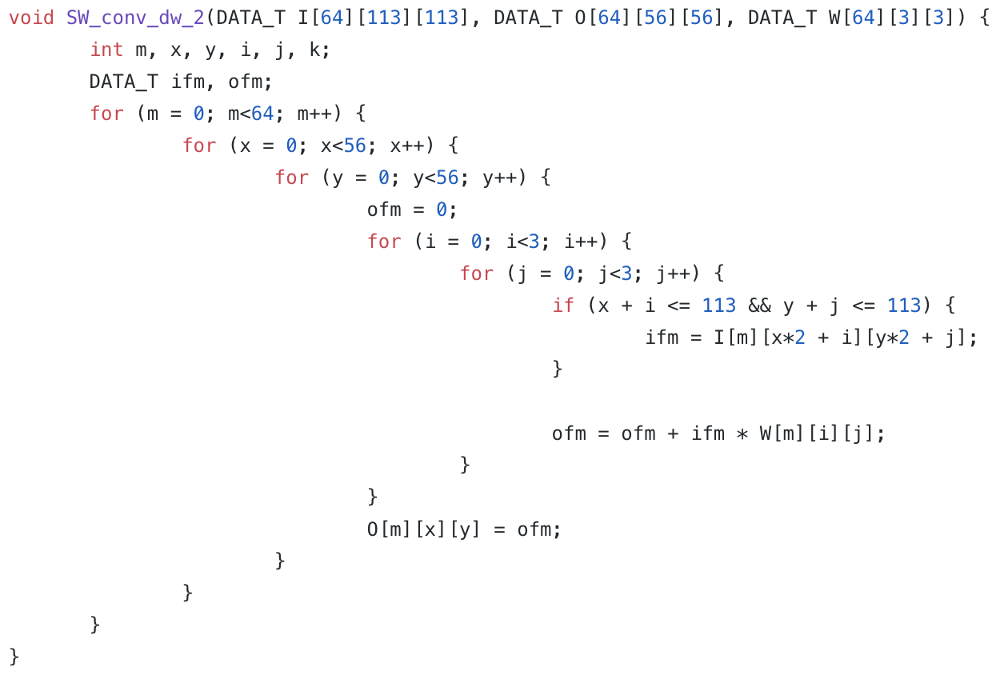 void SW_conv_dw_2(DATA_T I[64][113][113], DATA_T O[64][56][56], DATA_T W[64][3][3]) {
int m, x, y, i, j, k;
DATA_T ifm, ofm;
for (m = 0; m<64; m++) {
for (x = 0; x<56; x++) {
for (y = 0; y<56; y++) {
ofm = 0;
for (i = 0; i<3; i++) {
for (j = 0; j<3; j++) {
if (x + i <= 113 && y + j <= 113) {
ifm = I[m][x*2 + i][y*2 + j];
}
ofm = ofm + ifm * W[m][i][j];
}
}
O[m][x][y] = ofm;
}
}
}
}